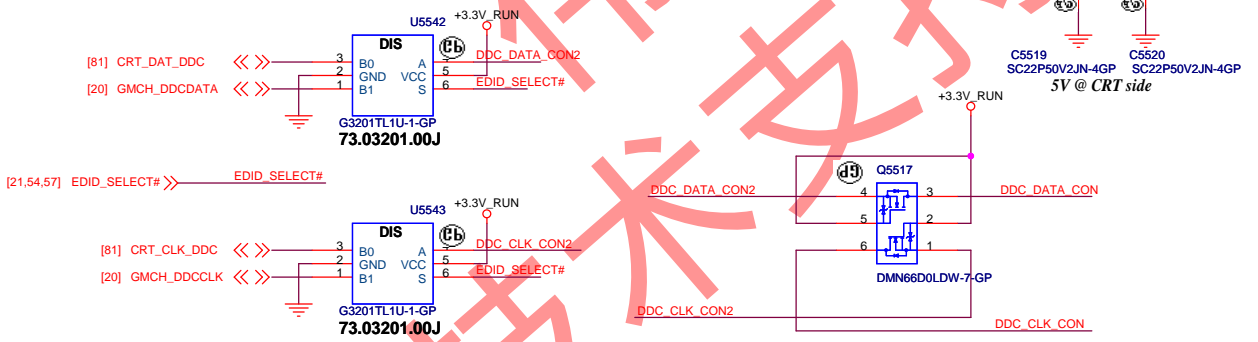 U5542
+3.3V_RUN
DIS
[81] CRT_DAT_DDC
3 B0
A
DDC_DATA_CON2
2 GND
VCC 5
[20] GMCH_DDCDATA
1 B1
S 6
EDID_SELECT#
G3201TL1U-1-GP
73.03201.00J
C5519
SC22P50V2JN-4GP
C5520
SC22P50V2JN-4GP
5V @ CRT side
[21,54,57] EDID_SELECT#
EDID_SELECT#
U5543
+3.3V_RUN
DIS
[81] CRT_CLK_DDC
3 B0
A
DDC_CLK_CON2
2 GND
VCC 5
[20] GMCH_DDCCLK
1 B1
S 6
EDID_SELECT#
G3201TL1U-1-GP
73.03201.00J
+3.3V_RUN
Q5517
DDC_DATA_CON2
4
3
DDC_DATA_CON
5
2
6
1
DMN66D0LDW-7-GP
DDC_CLK_CON2
DDC_CLK_CON
技术支持